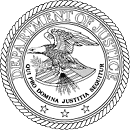 DEPARTMENT OF JUSTICE
QUI PRO DOMINA JUSTITIA SEQUITUR